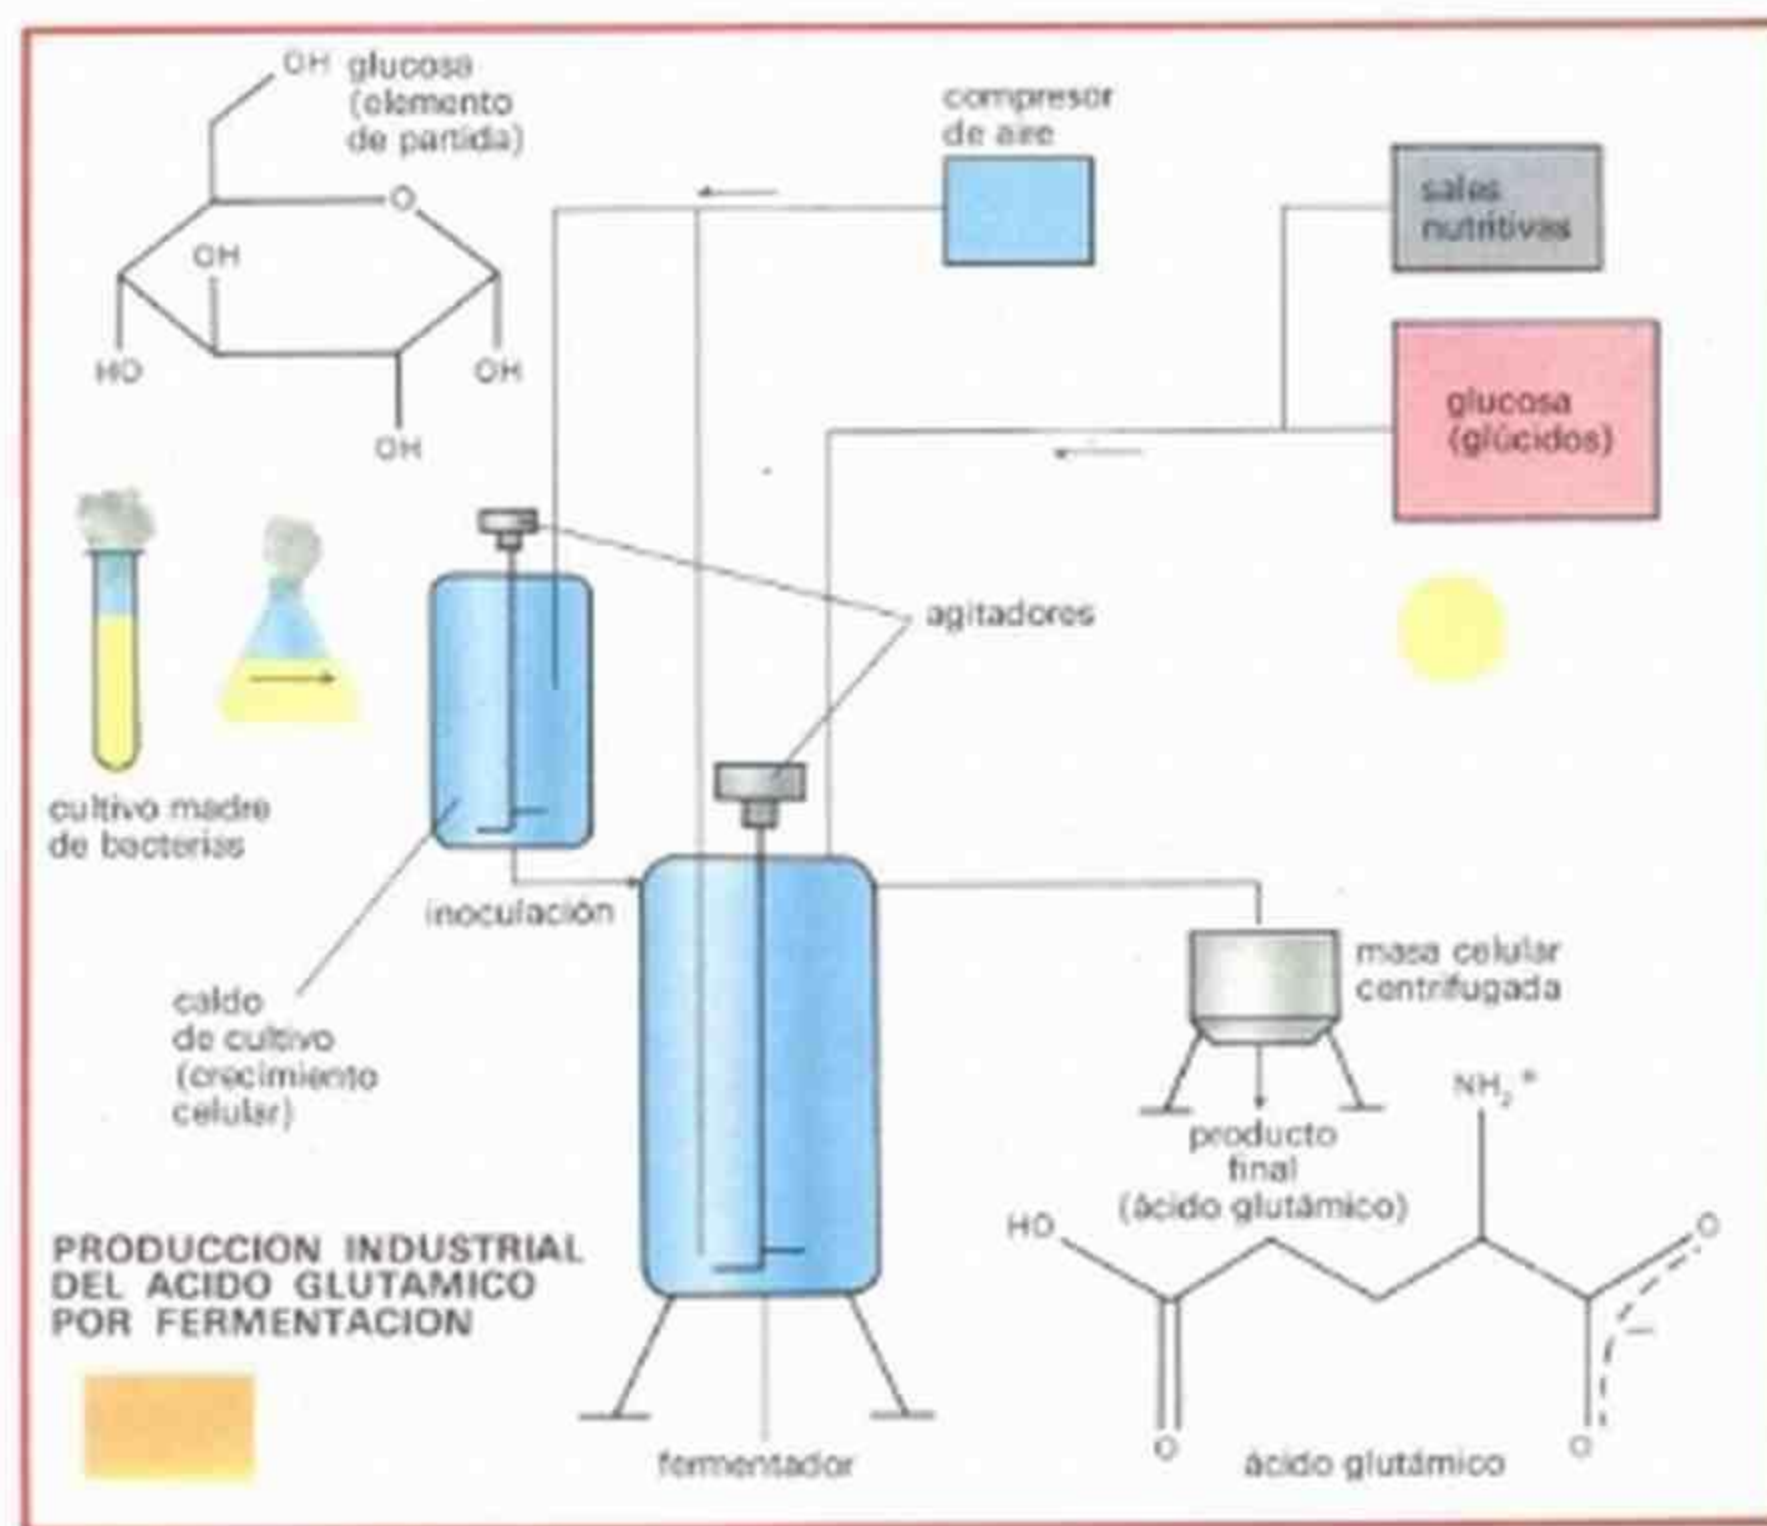 OH
glucosa
(elemento
de partida)
O
OH
HO
OH
OH
compresor
de aire
sales
nutritivas
glucosa
(glúcidos)
agitadores
cultivo madre
de bacterias
inoculación
caldo
de cultivo
(crecimiento
celular)
masa celular
centrifugada
producto
final
(ácido glutámico)
PRODUCCION INDUSTRIAL
DEL ACIDO GLUTAMICO
POR FERMENTACION
fermentador
NH₂⁺
HO
O
O
O
ácido glutámico